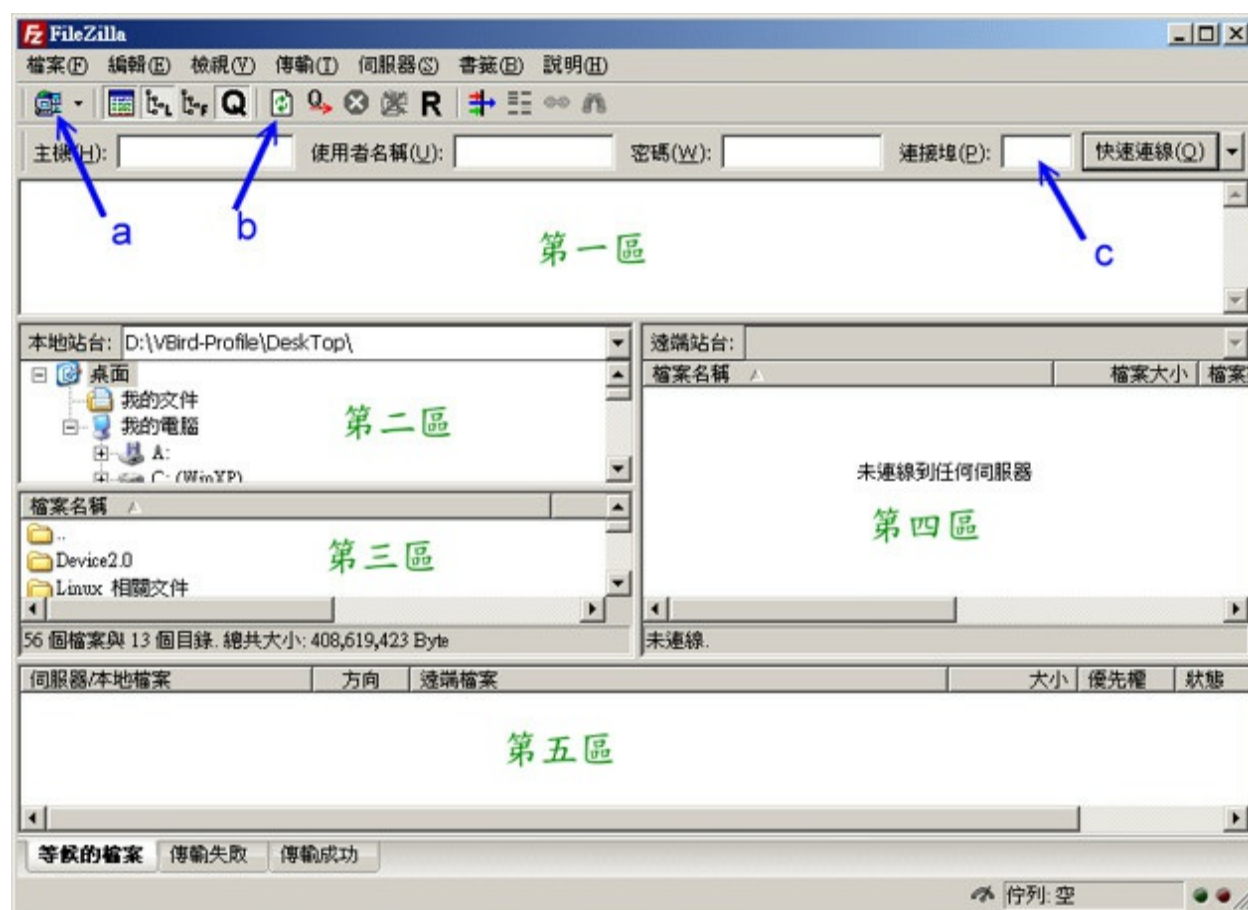 FileZilla
檔案(F) 編輯(E) 檢視(V) 傳輸(T) 伺服器(S) 書籤(B) 說明(H)
Q R
主機(H): 使用者名稱(U): 密碼(W): 連接埠(P): 快速連線(Q)
a b c
第一區
本地站台: D:\VBird-Profile\DeskTop\ 遠端站台:
桌面 檔案名稱 檔案大小 檔案
我的文件
我的電腦 第二區
A:
C: (WinXP) 未連線到任何伺服器
檔案名稱
第四區
..
Device2.0 第三區
Linux 相關文件
56 個檔案與 13 個目錄. 總共大小: 408,619,423 Byte 未連線.
伺服器/本地檔案 方向 遠端檔案 大小 優先權 狀態
第五區
等候的檔案 傳輸失敗 傳輸成功
佇列: 空